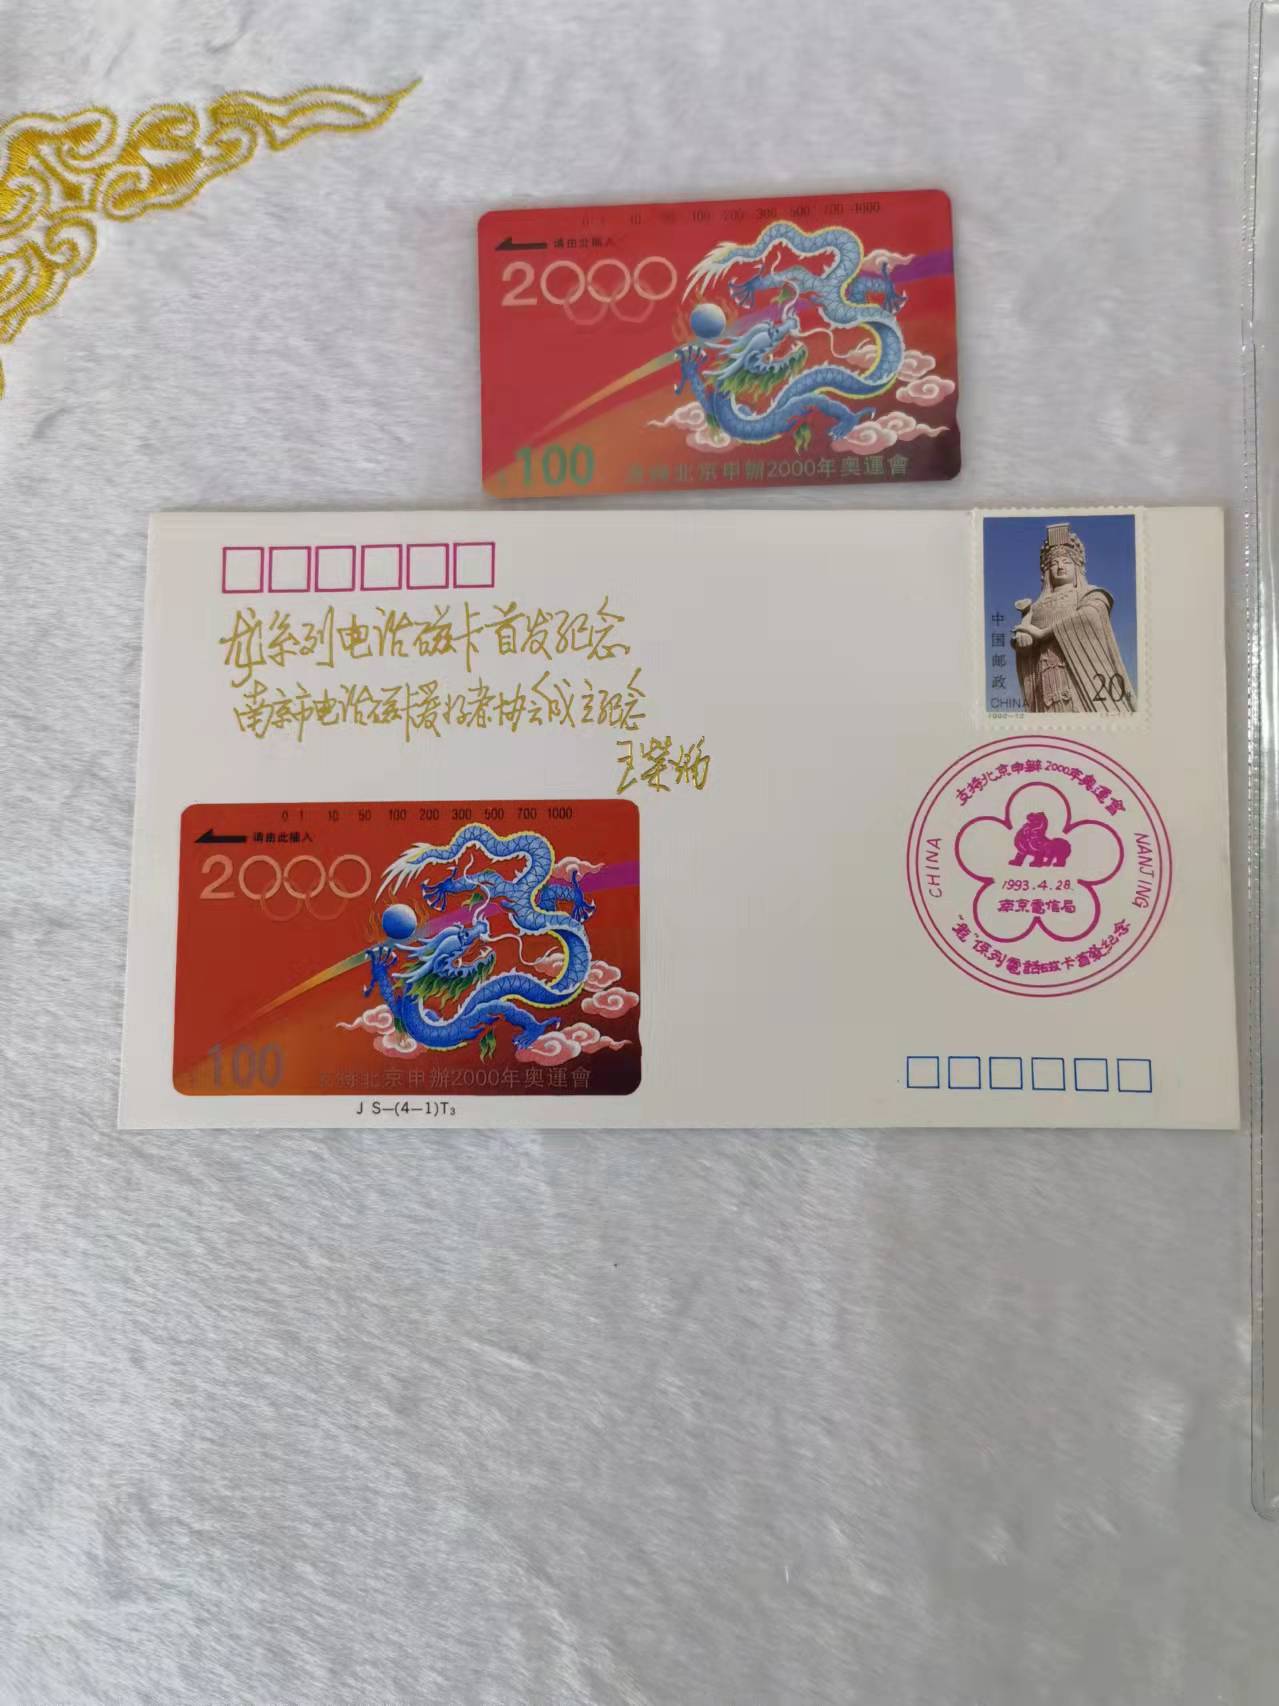 0 1 10 50 100 200 300 500 700 1000
请由此插入
2000
100
支持北京申辦2000年奥運會
龙系列电话磁卡首发纪念
南京市电话磁卡爱好者协会成立纪念
中国邮政
CHINA
20
1992-12
支持北京申辦2000年奥運會
CHINA
NANJING
1993.4.28.
南京電信局
"龍"係列電話磁卡首發紀念
0 1 10 50 100 200 300 500 700 1000
请由此插入
2000
100
支持北京申辦2000年奥運會
J S—(4—1)T₃